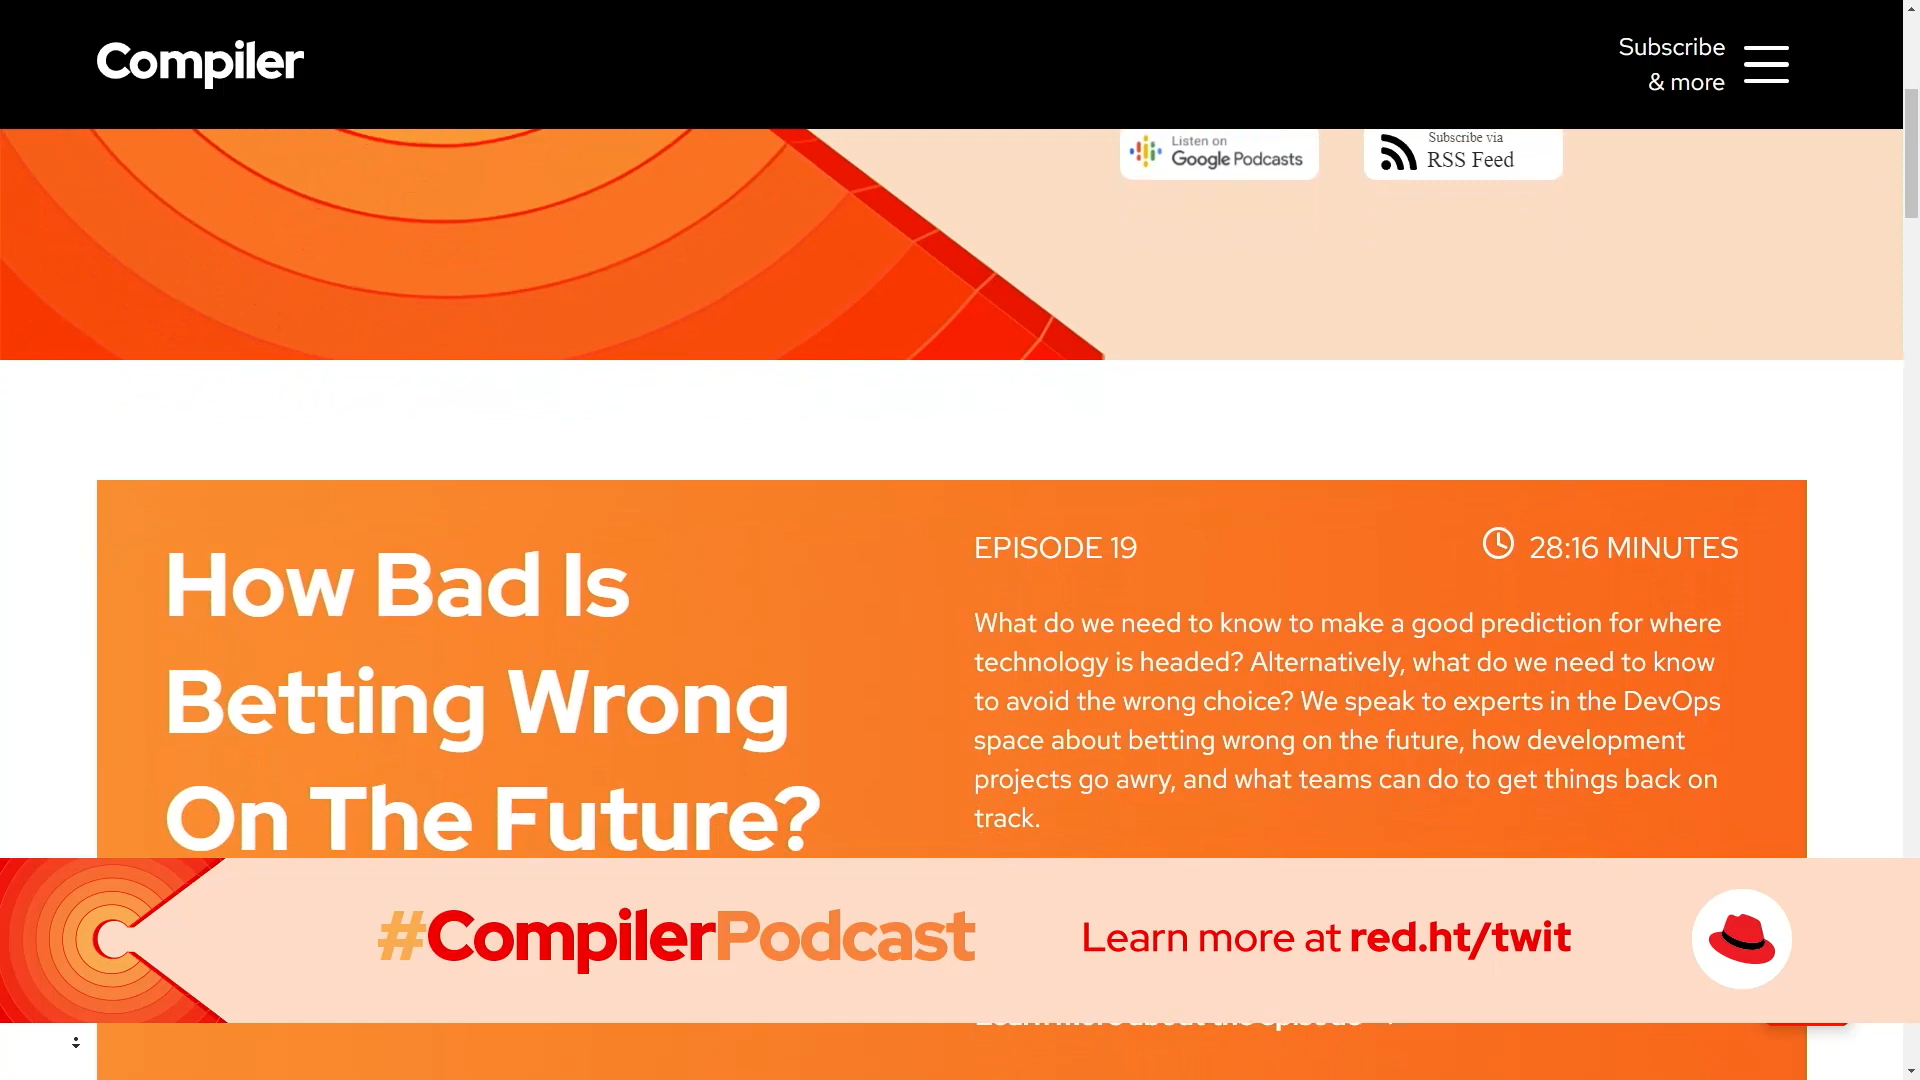 Compiler
Subscribe
& more
Listen on
Google Podcasts
Subscribe via
RSS Feed
How Bad Is
Betting Wrong
On The Future?
EPISODE 19
28:16 MINUTES
What do we need to know to make a good prediction for where
technology is headed? Alternatively, what do we need to know
to avoid the wrong choice? We speak to experts in the DevOps
space about betting wrong on the future, how development
projects go awry, and what teams can do to get things back on
track.
#CompilerPodcast
Learn more at red.ht/twit